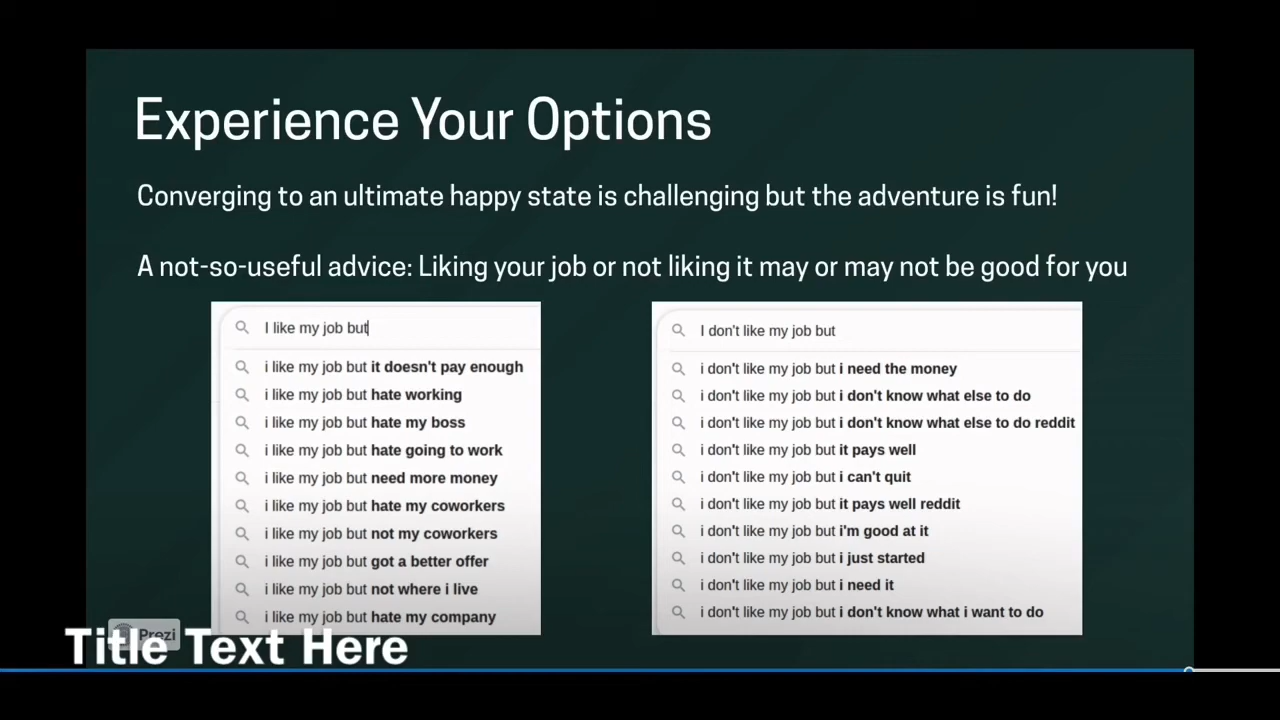 Experience Your Options
Converging to an ultimate happy state is challenging but the adventure is fun!
A not-so-useful advice: Liking your job or not liking it may or may not be good for you
I like my job but
i like my job but it doesn't pay enough
i like my job but hate working
i like my job but hate my boss
i like my job but hate going to work
i like my job but need more money
i like my job but hate my coworkers
i like my job but not my coworkers
i like my job but got a better offer
i like my job but not where i live
i like my job but hate my company
I don't like my job but
i don't like my job but i need the money
i don't like my job but i don't know what else to do
i don't like my job but i don't know what else to do reddit
i don't like my job but it pays well
i don't like my job but i can't quit
i don't like my job but it pays well reddit
i don't like my job but i'm good at it
i don't like my job but i just started
i don't like my job but i need it
i don't like my job but i don't know what i want to do
Prezi
Title Text Here